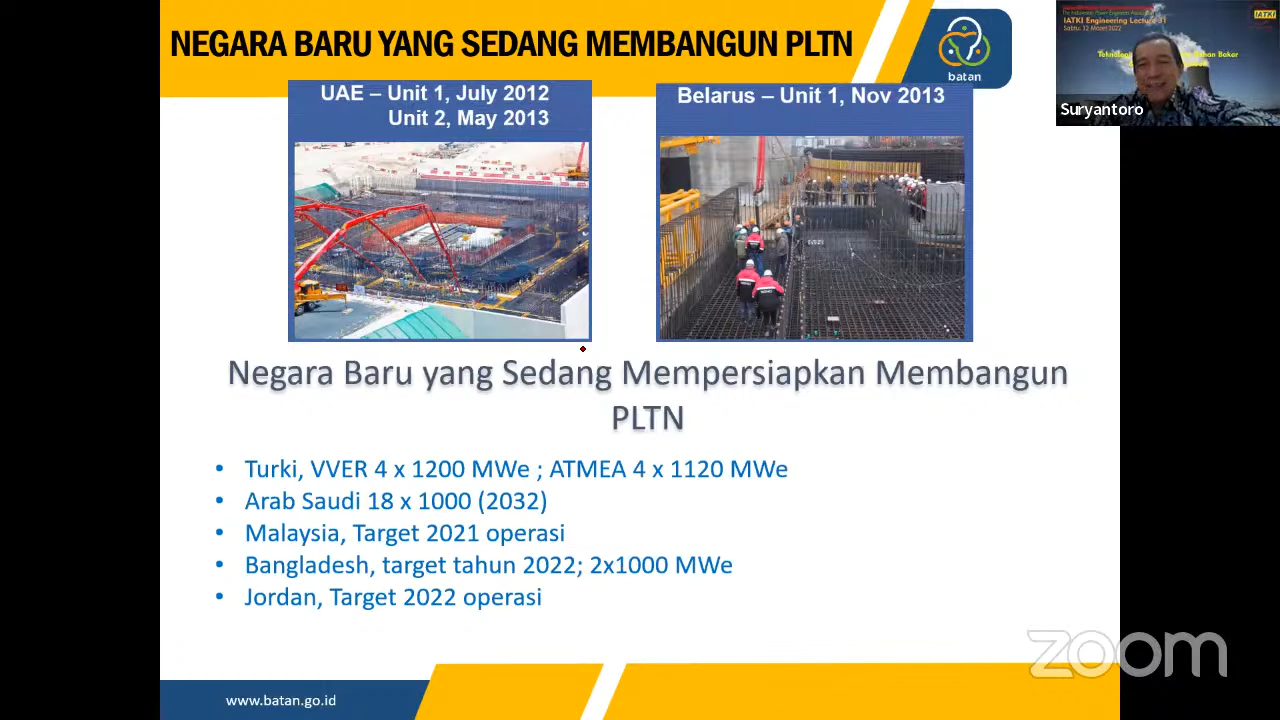 NEGARA BARU YANG SEDANG MEMBANGUN PLTN
batan
IATKI Engineering Lecture 31
Sabtu, 12 Maret 2022
IATKI
Suryantoro
UAE – Unit 1, July 2012
Unit 2, May 2013
Belarus – Unit 1, Nov 2013
Negara Baru yang Sedang Mempersiapkan Membangun
PLTN
• Turki, VVER 4 x 1200 MWe ; ATMEA 4 x 1120 MWe
• Arab Saudi 18 x 1000 (2032)
• Malaysia, Target 2021 operasi
• Bangladesh, target tahun 2022; 2x1000 MWe
• Jordan, Target 2022 operasi
zoom
www.batan.go.id